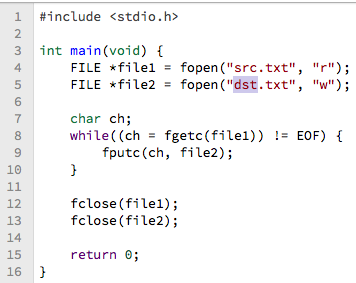 1 #include <stdio.h>
2
3 int main(void) {
4     FILE *file1 = fopen("src.txt", "r");
5     FILE *file2 = fopen("dst.txt", "w");
6
7     char ch;
8     while((ch = fgetc(file1)) != EOF) {
9         fputc(ch, file2);
10     }
11
12     fclose(file1);
13     fclose(file2);
14
15     return 0;
16 }